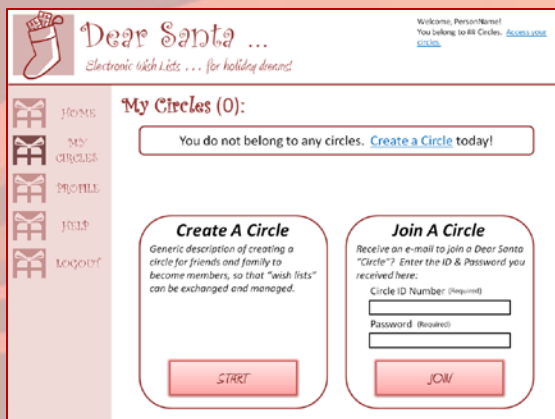 Dear Santa ...
Electronic Wish Lists ... for holiday dreams!
Welcome, PersonName!
You belong to ## Circles. Access your
circles.
HOME
MY
CIRCLES
PROFILE
HELP
LOGOUT
My Circles (0):
You do not belong to any circles. Create a Circle today!
Create A Circle
Generic description of creating a
circle for friends and family to
become members, so that "wish lists"
can be exchanged and managed.
START
Join A Circle
Receive an e-mail to join a Dear Santa
"Circle"? Enter the ID & Password you
received here:
Circle ID Number (Required)
Password (Required)
JOIN